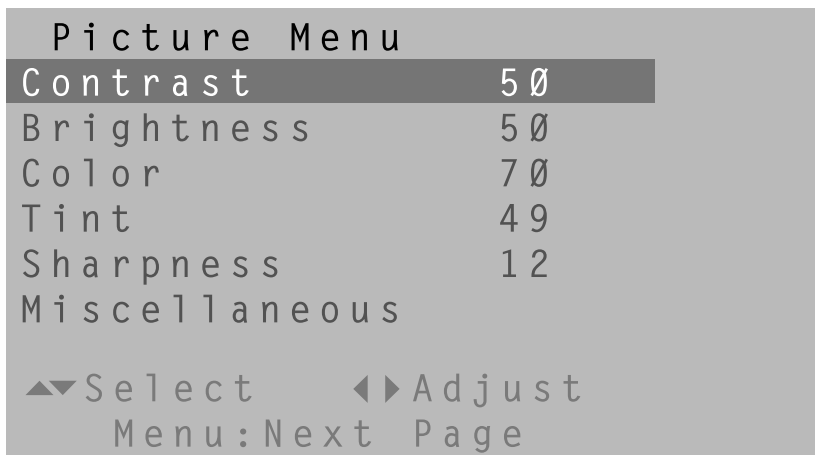 Picture Menu
Contrast 50
Brightness 50
Color 70
Tint 49
Sharpness 12
Miscellaneous
▲▼Select ◀▶Adjust
Menu:Next Page